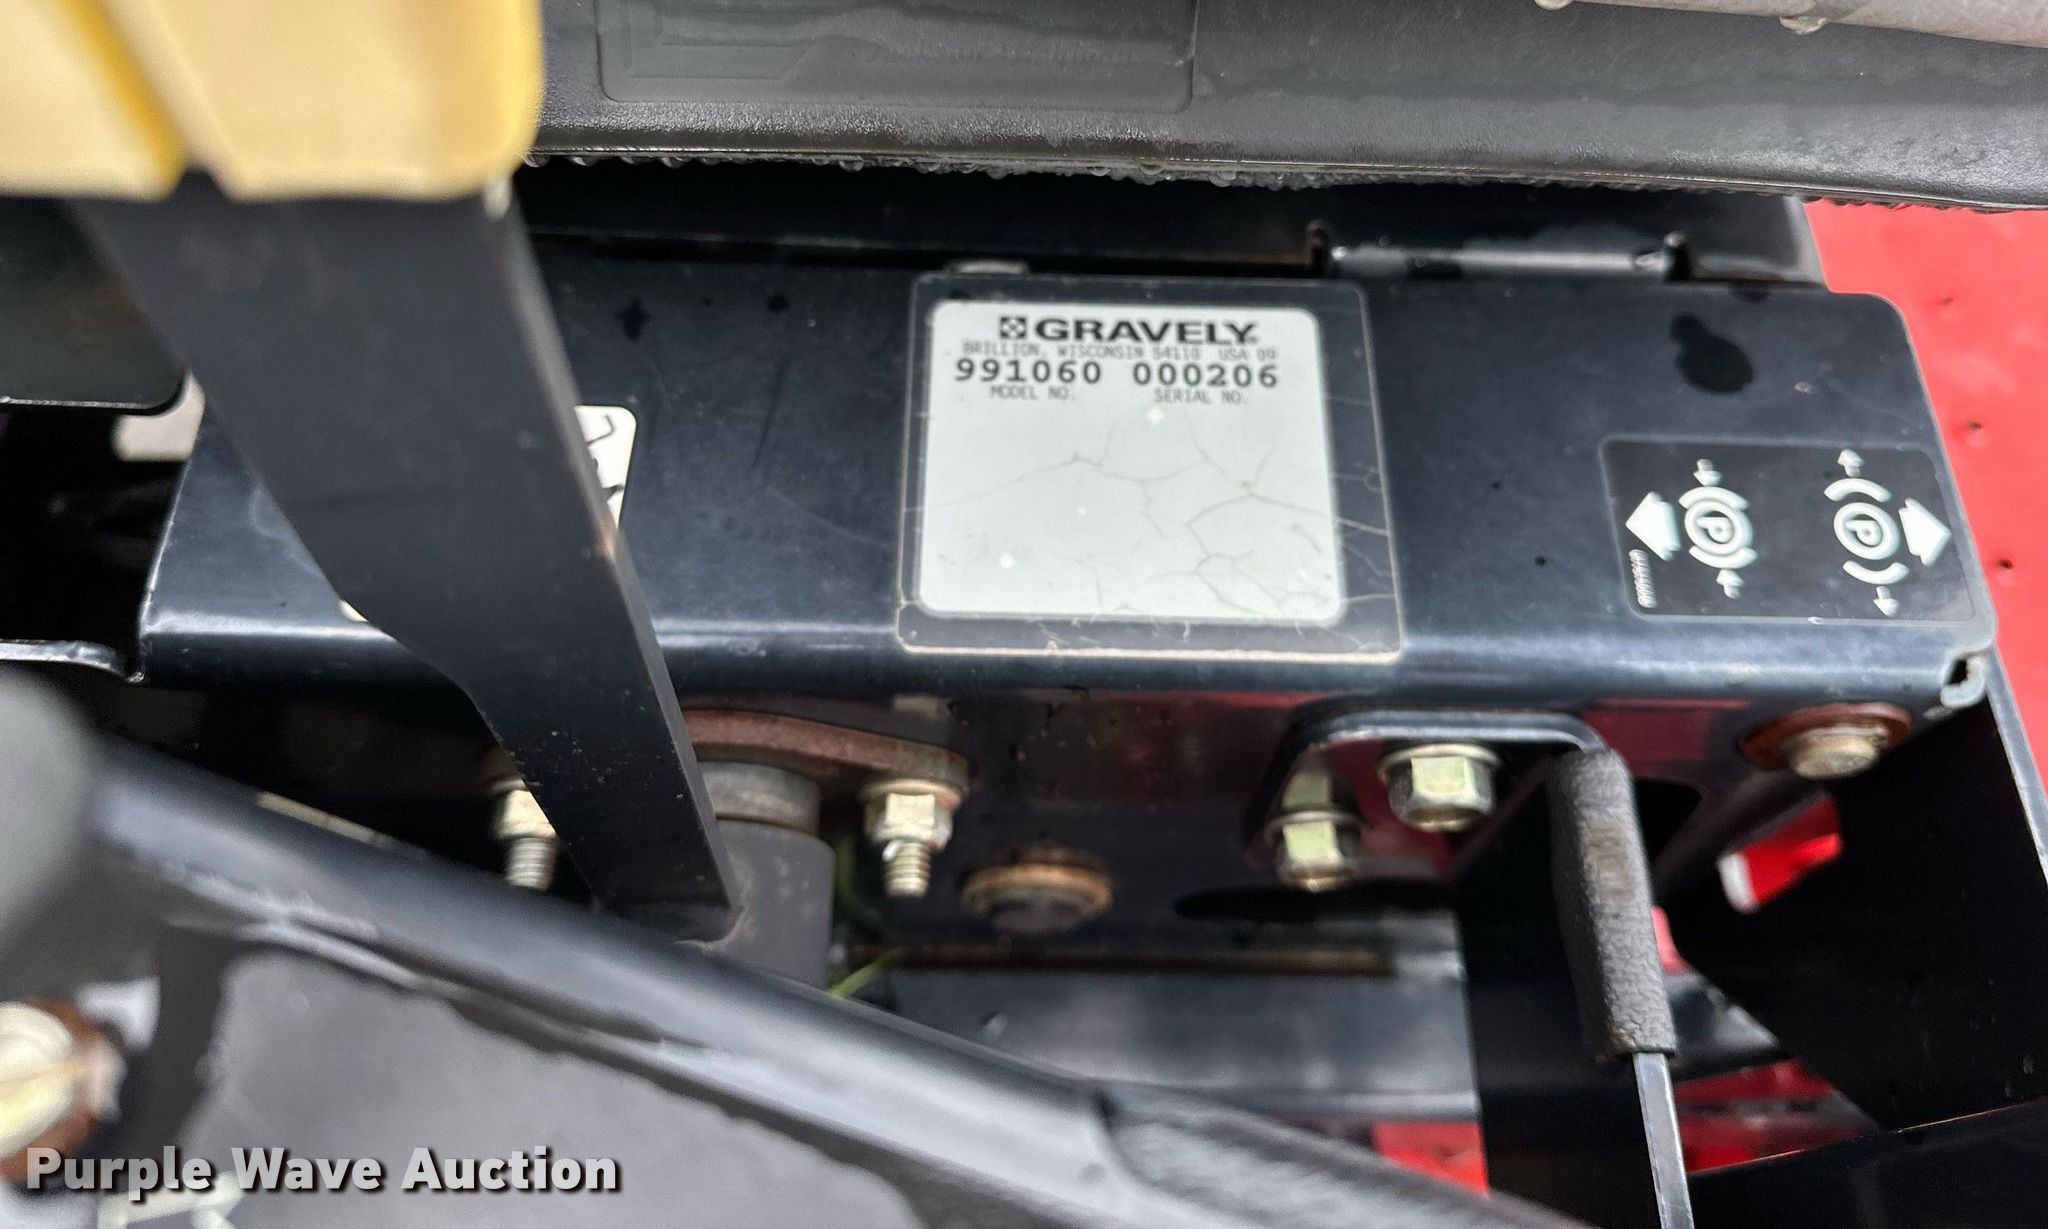 GRAVELY
BRILLION, WISCONSIN 54110 USA 09
991060 000206
MODEL NO. SERIAL NO.
P P
Purple Wave Auction